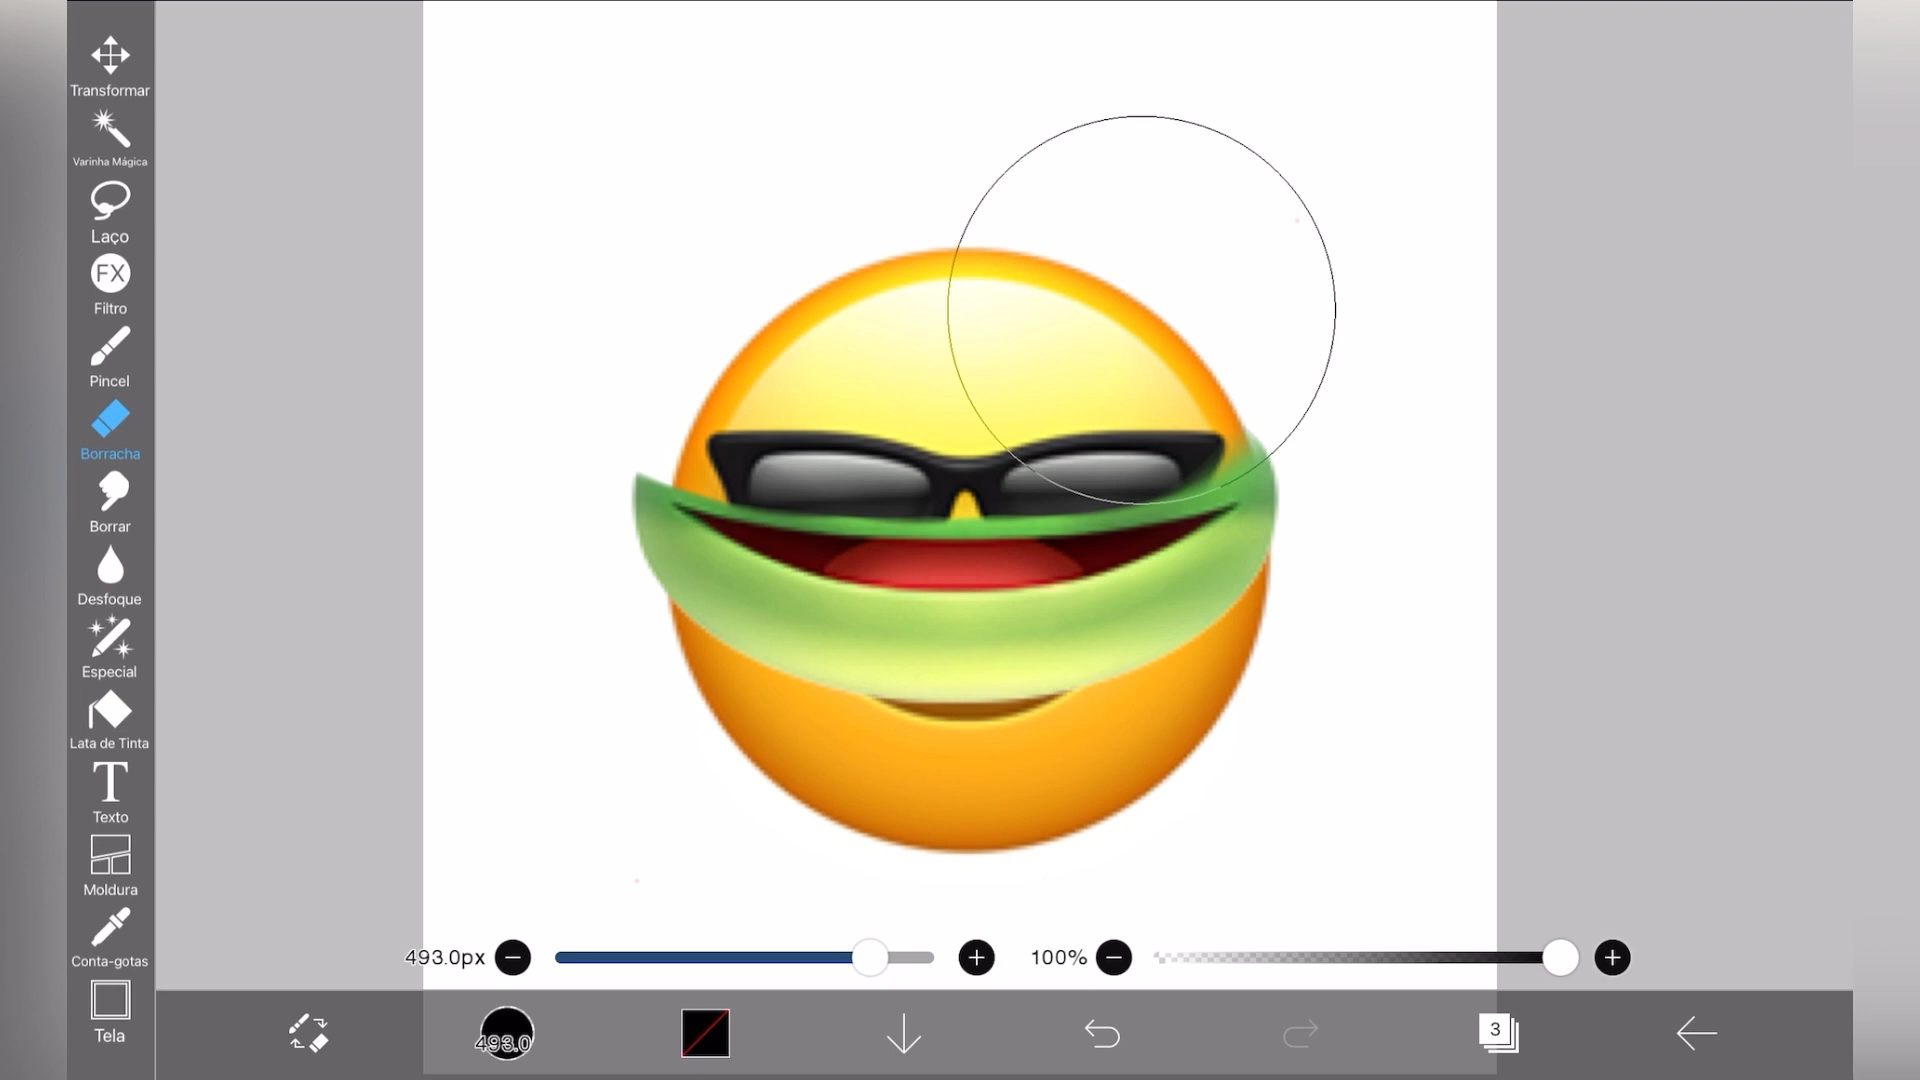 Transformar
Varinha Mágica
Laço
FX
Filtro
Pincel
Borracha
Borrar
Desfoque
Especial
Lata de Tinta
T
Texto
Moldura
Conta-gotas
Tela
493.0px
100%
493.0
3